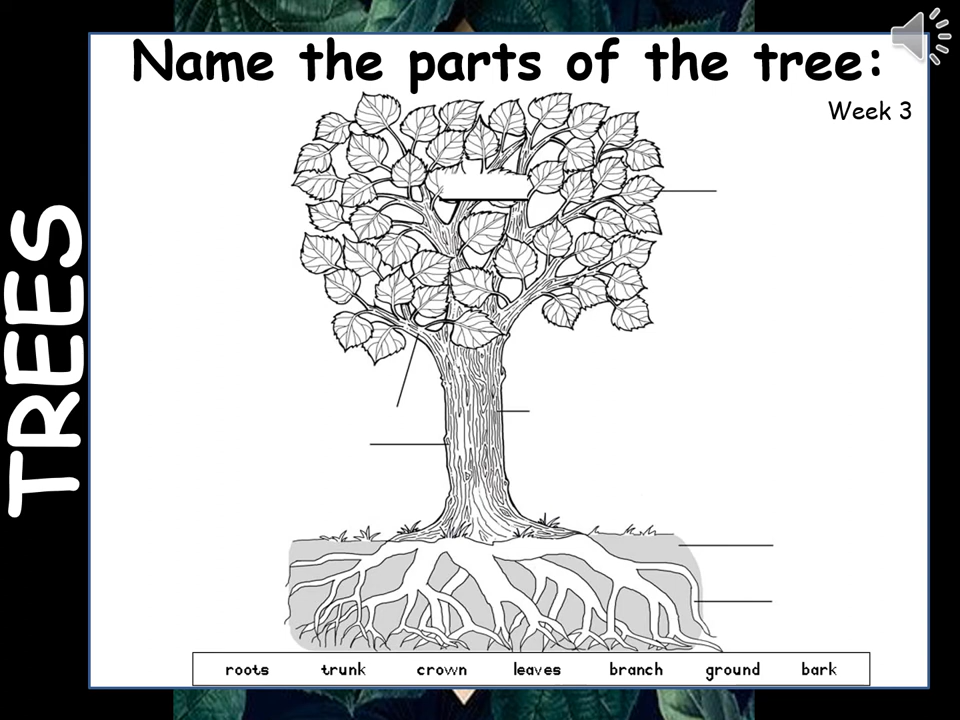 Name the parts of the tree:
Week 3
TREES
roots trunk crown leaves branch ground bark